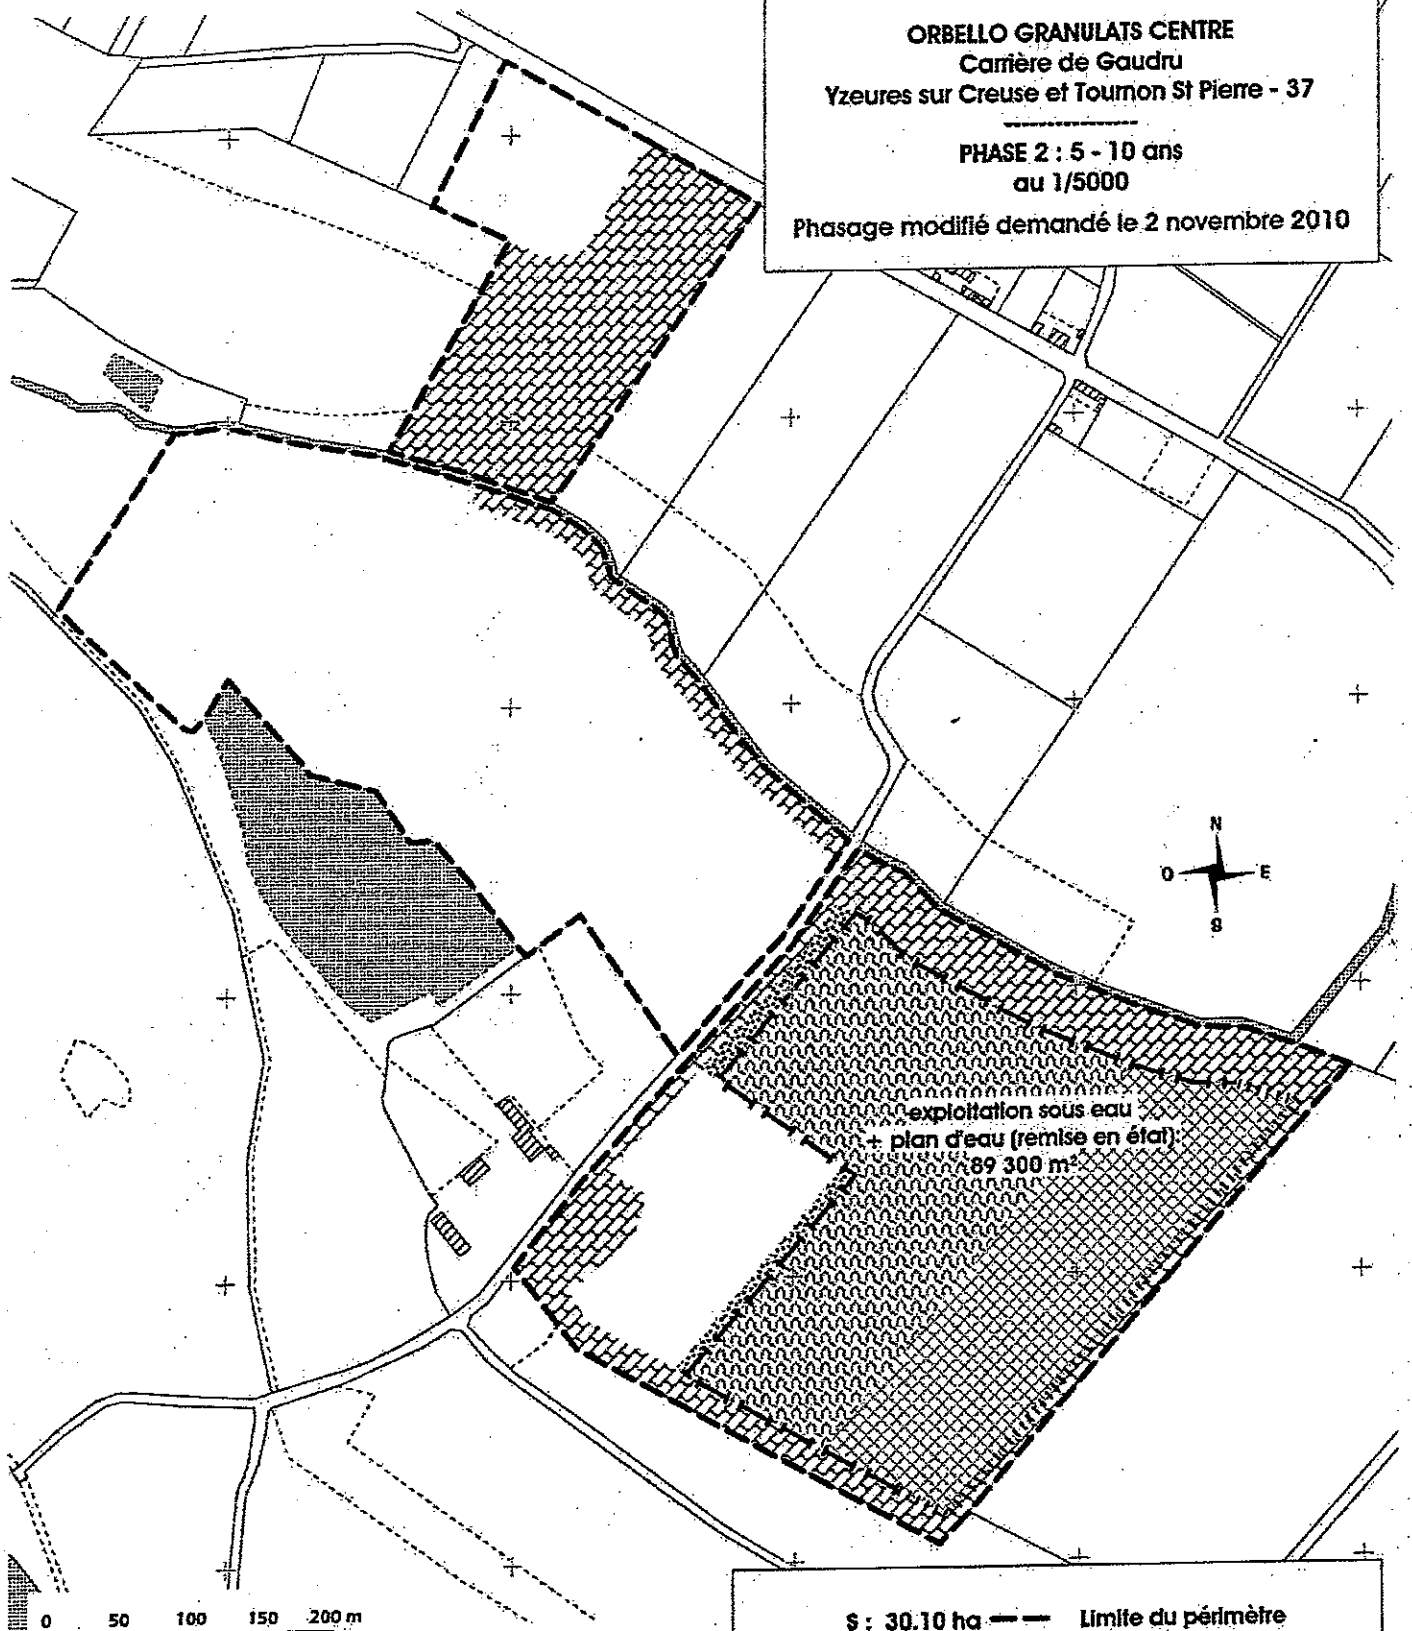 ORBELLO GRANULATS CENTRE
Carrière de Gaudru
Yzeures sur Creuse et Tournon St Pierre - 37
---------------
PHASE 2 : 5 - 10 ans
au 1/5000
Phasage modifié demandé le 2 novembre 2010
N
O E
S
exploitation sous eau
+ plan d'eau (remise en état):
89 300 m²
0 50 100 150 200 m
S : 30.10 ha Limite du périmètre